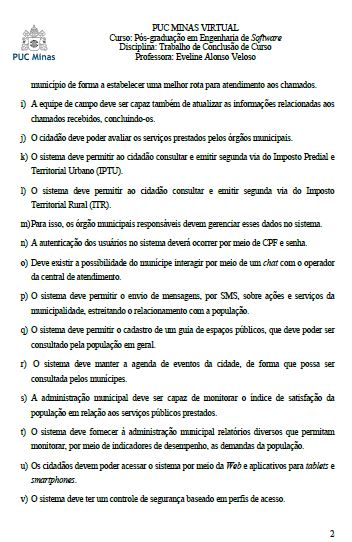 PUC Minas
PUC MINAS VIRTUAL
Curso: Pós-graduação em Engenharia de Software
Disciplina: Trabalho de Conclusão de Curso
Professora: Eveline Alonso Veloso
município de forma a estabelecer uma melhor rota para atendimento aos chamados.
i) A equipe de campo deve ser capaz também de atualizar as informações relacionadas aos
chamados recebidos, concluindo-os.
j) O cidadão deve poder avaliar os serviços prestados pelos órgãos municipais.
k) O sistema deve permitir ao cidadão consultar e emitir segunda via do Imposto Predial e
Territorial Urbano (IPTU).
l) O sistema deve permitir ao cidadão consultar e emitir segunda via do Imposto
Territorial Rural (ITR).
m) Para isso, os órgão municipais responsáveis devem gerenciar esses dados no sistema.
n) A autenticação dos usuários no sistema deverá ocorrer por meio de CPF e senha.
o) Deve existir a possibilidade do munícipe interagir por meio de um chat com o operador
da central de atendimento.
p) O sistema deve permitir o envio de mensagens, por SMS, sobre ações e serviços da
municipalidade, estreitando o relacionamento com a população.
q) O sistema deve permitir o cadastro de um guia de espaços públicos, que deve poder ser
consultado pela população em geral.
r) O sistema deve manter a agenda de eventos da cidade, de forma que possa ser
consultada pelos munícipes.
s) A administração municipal deve ser capaz de monitorar o índice de satisfação da
população em relação aos serviços públicos prestados.
t) O sistema deve fornecer à administração municipal relatórios diversos que permitam
monitorar, por meio de indicadores de desempenho, as demandas da população.
u) Os cidadãos devem poder acessar o sistema por meio da Web e aplicativos para tablets e
smartphones.
v) O sistema deve ter um controle de segurança baseado em perfis de acesso.
2